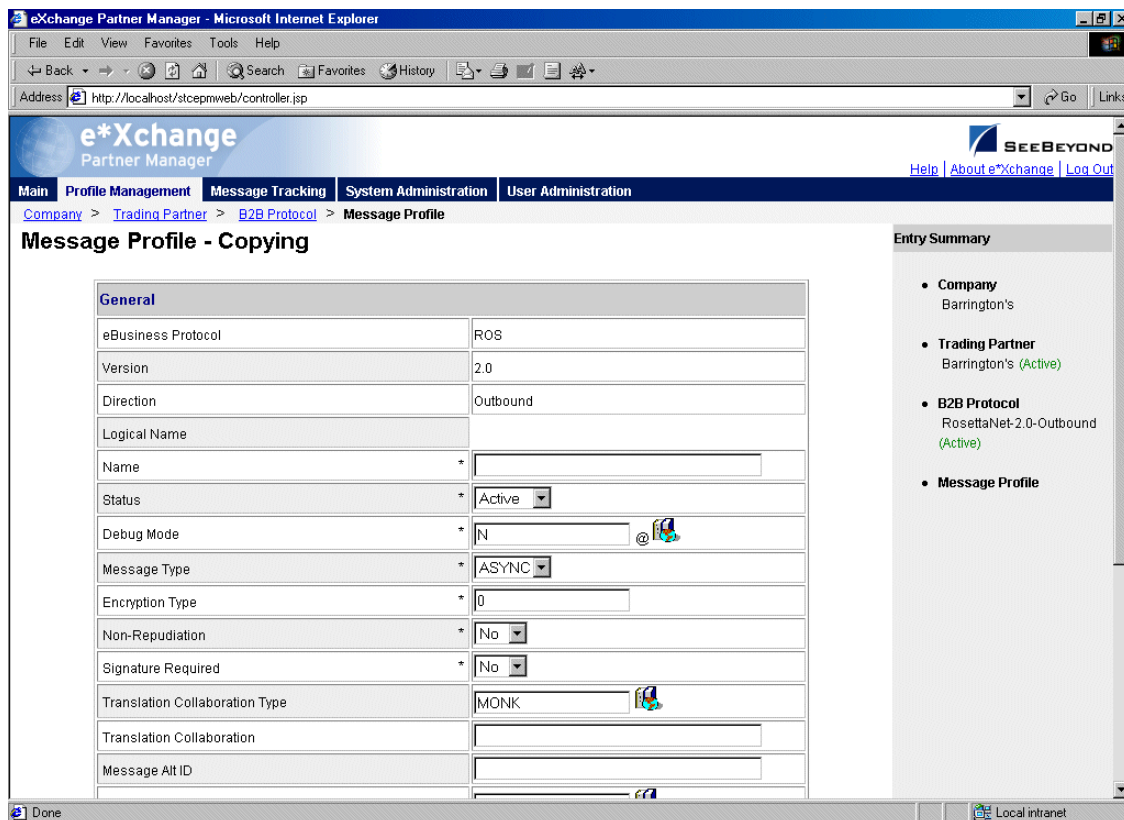 eXchange Partner Manager - Microsoft Internet Explorer
File Edit View Favorites Tools Help
Back Search Favorites History
Address http://localhost/stcepmweb/controller.jsp Go Links
e*Xchange
Partner Manager
SEEBEYOND
Help | About e*Xchange | Log Out
Main Profile Management Message Tracking System Administration User Administration
Company > Trading Partner > B2B Protocol > Message Profile
Message Profile - Copying
General
eBusiness Protocol ROS
Version 2.0
Direction Outbound
Logical Name
Name *
Status * Active
Debug Mode * N @
Message Type * ASYNC
Encryption Type * 0
Non-Repudiation * No
Signature Required * No
Translation Collaboration Type MONK
Translation Collaboration
Message Alt ID
Entry Summary
• Company
Barrington's
• Trading Partner
Barrington's (Active)
• B2B Protocol
RosettaNet-2.0-Outbound
(Active)
• Message Profile
Done Local intranet